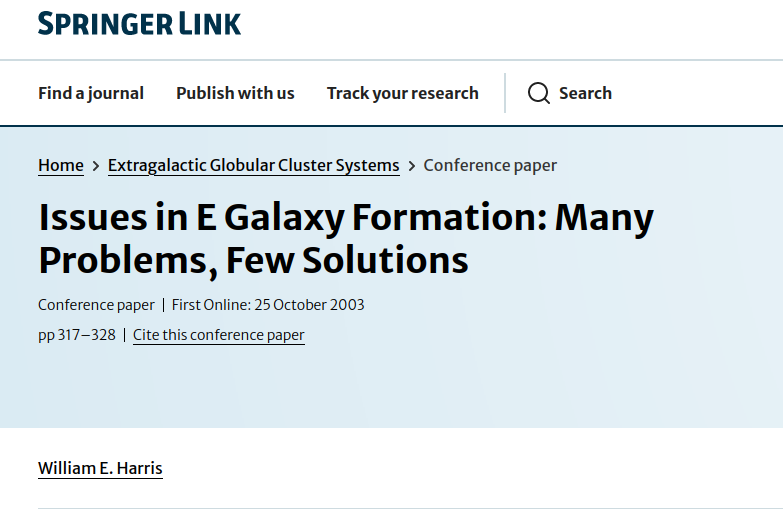 SPRINGER LINK
Find a journal Publish with us Track your research Search
Home > Extragalactic Globular Cluster Systems > Conference paper
Issues in E Galaxy Formation: Many
Problems, Few Solutions
Conference paper | First Online: 25 October 2003
pp 317–328 | Cite this conference paper
William E. Harris